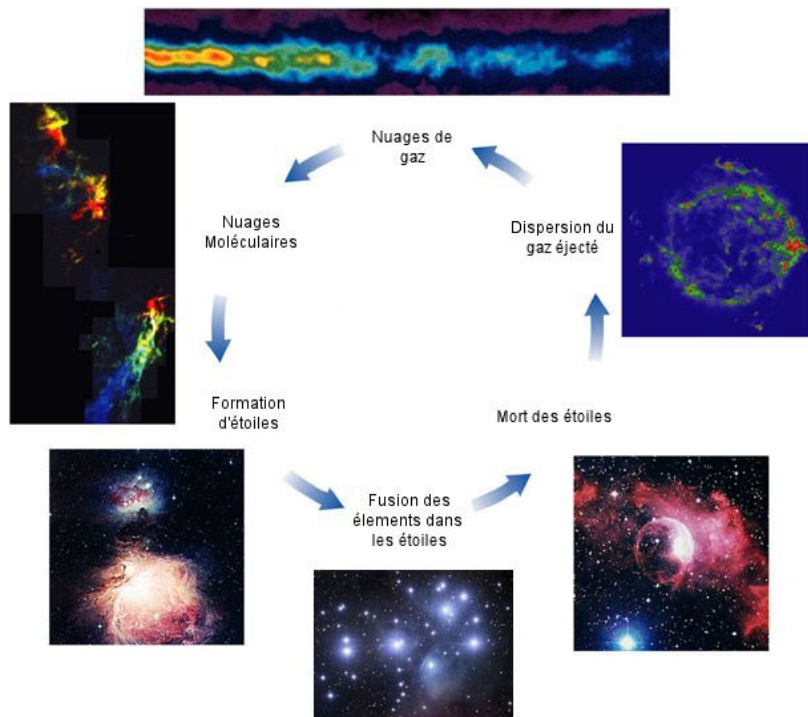 Nuages de
gaz
Nuages
Moléculaires
Dispersion du
gaz éjecté
Formation
d'étoiles
Mort des étoiles
Fusion des
élements dans
les étoiles